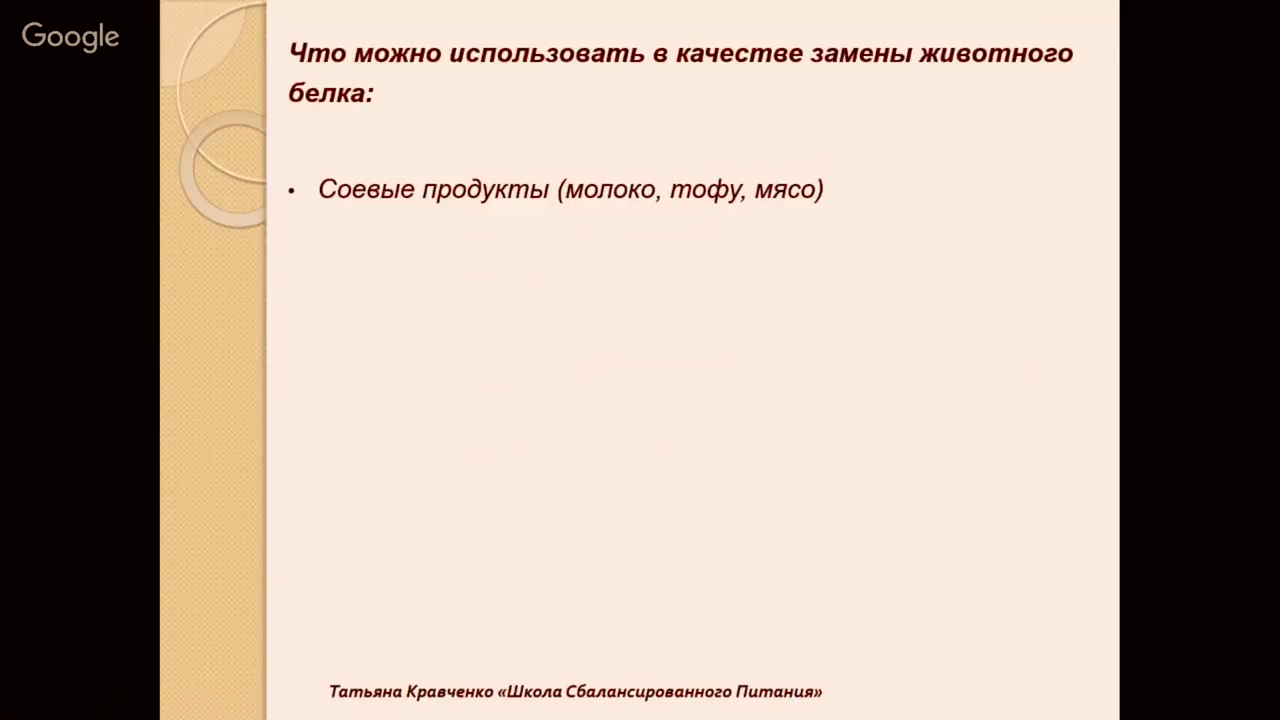 Google
Что можно использовать в качестве замены животного
белка:
• Соевые продукты (молоко, тофу, мясо)
Татьяна Кравченко «Школа Сбалансированного Питания»